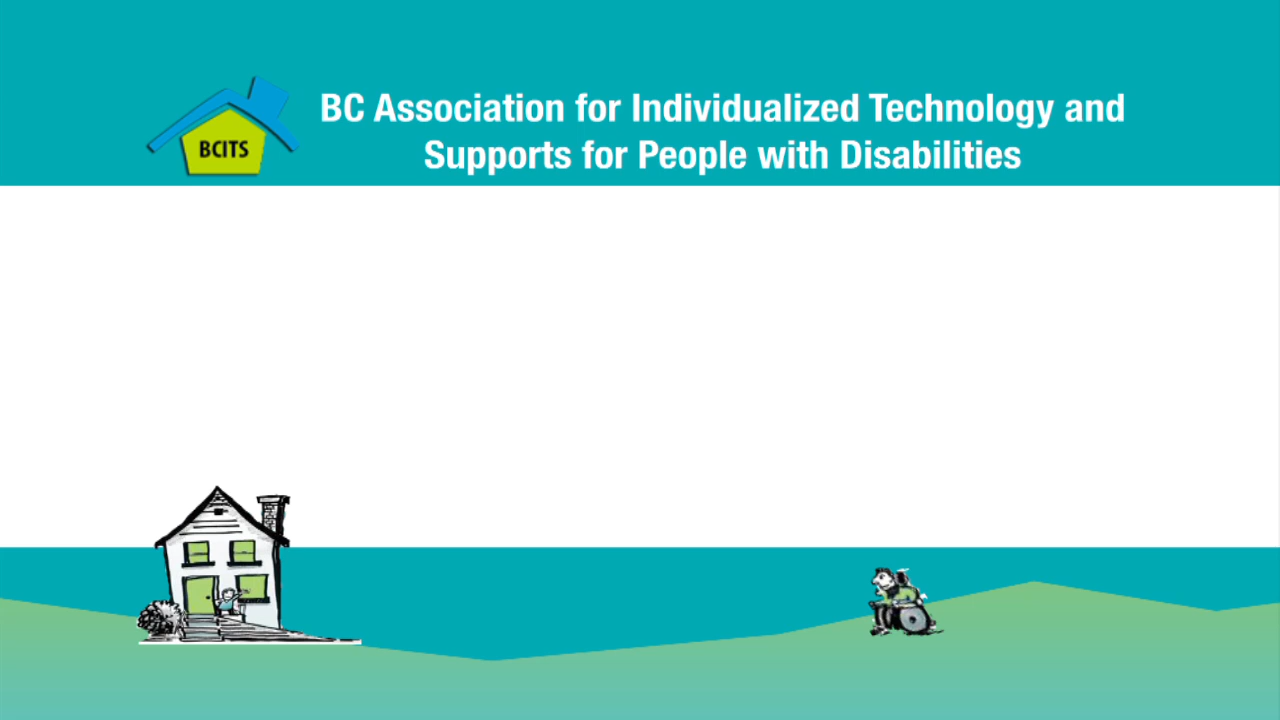 BCITS
BC Association for Individualized Technology and
Supports for People with Disabilities